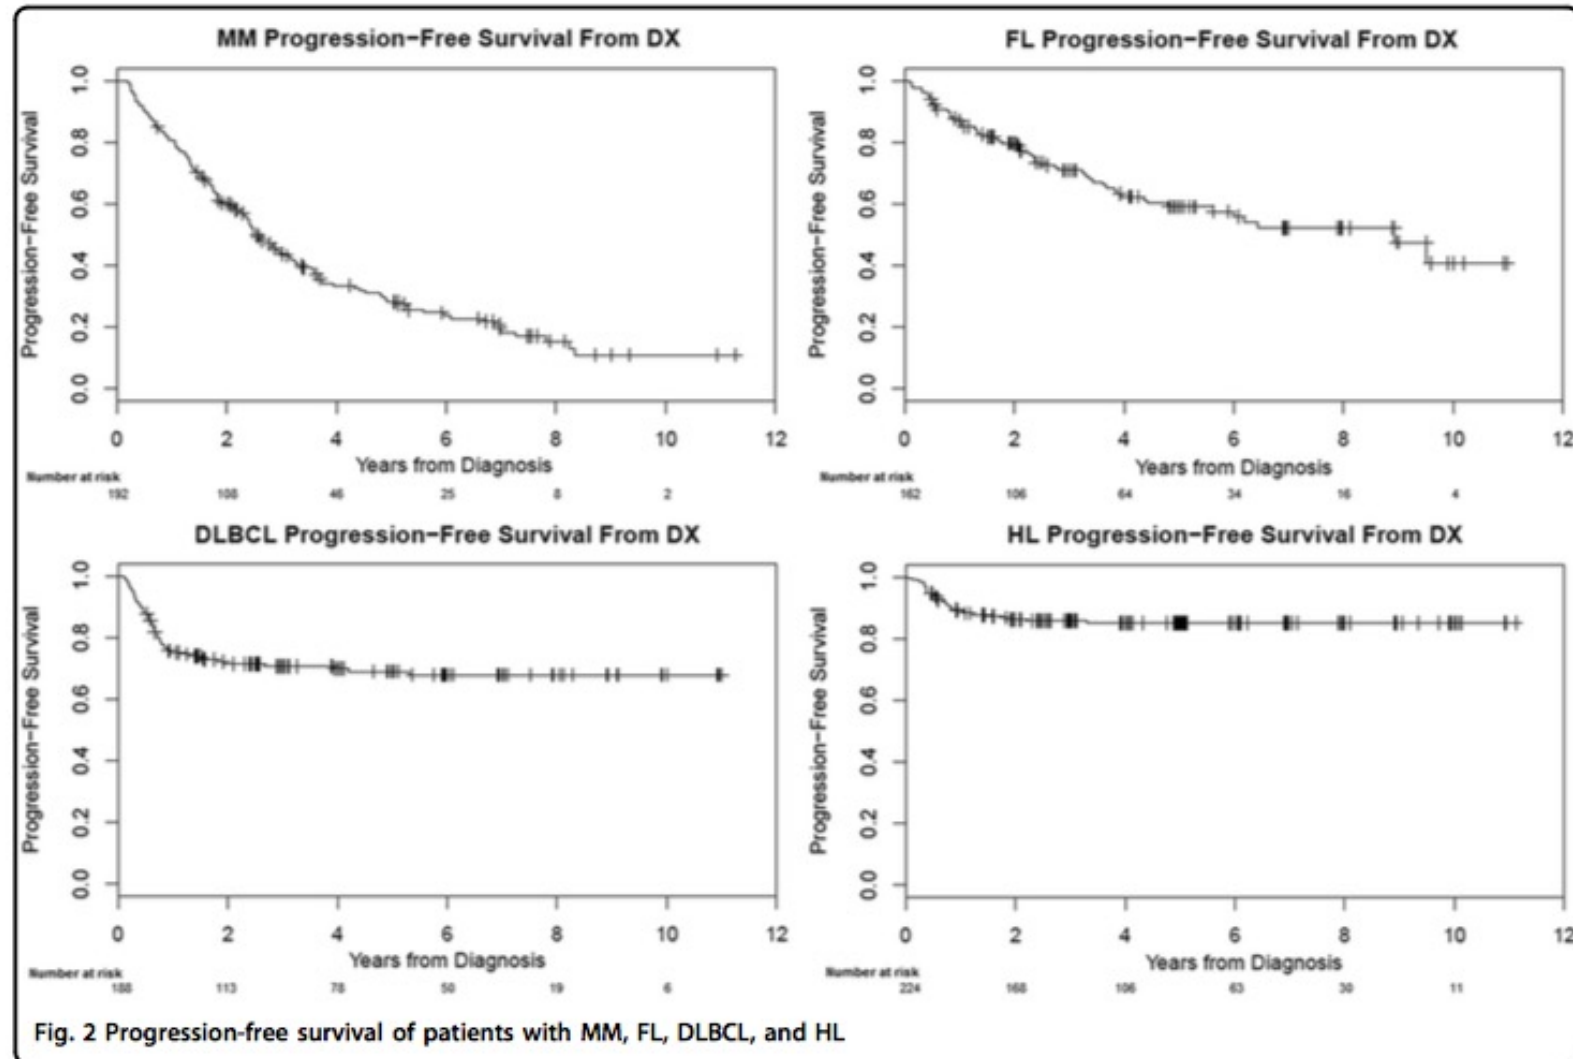 MM Progression-Free Survival From DX
Progression-Free Survival
1.0
0.8
0.6
0.4
0.2
0.0
0 2 4 6 8 10 12
Years from Diagnosis
Number at risk
192 108 46 25 8 2
FL Progression-Free Survival From DX
Progression-Free Survival
1.0
0.8
0.6
0.4
0.2
0.0
0 2 4 6 8 10 12
Years from Diagnosis
Number at risk
162 106 64 34 16 4
DLBCL Progression-Free Survival From DX
Progression-Free Survival
1.0
0.8
0.6
0.4
0.2
0.0
0 2 4 6 8 10 12
Years from Diagnosis
Number at risk
188 113 78 50 19 6
HL Progression-Free Survival From DX
Progression-Free Survival
1.0
0.8
0.6
0.4
0.2
0.0
0 2 4 6 8 10 12
Years from Diagnosis
Number at risk
224 168 106 63 30 11
Fig. 2 Progression-free survival of patients with MM, FL, DLBCL, and HL